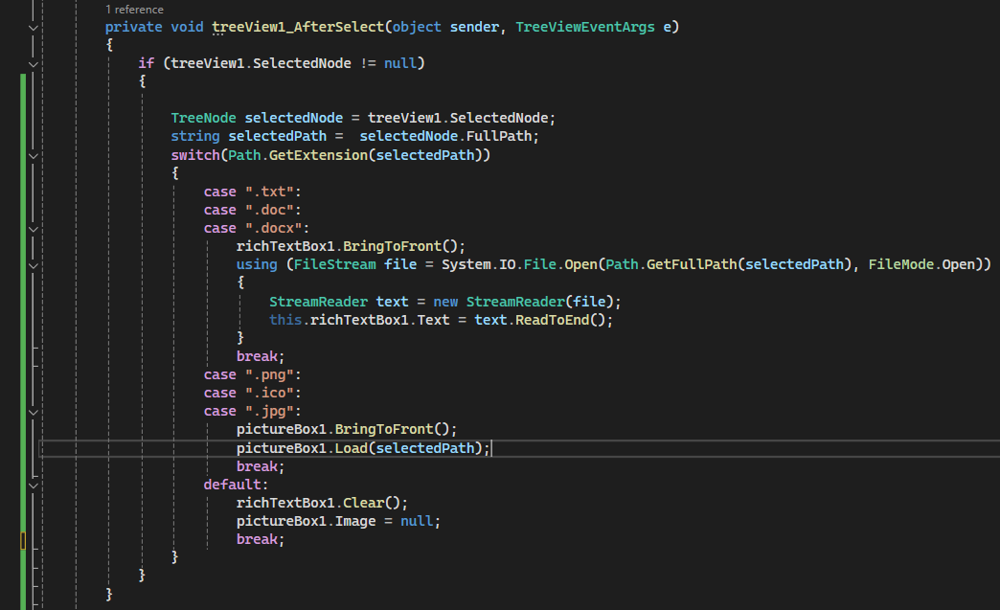 1 reference
private void treeView1_AfterSelect(object sender, TreeViewEventArgs e)
{
if (treeView1.SelectedNode != null)
{
TreeNode selectedNode = treeView1.SelectedNode;
string selectedPath =  selectedNode.FullPath;
switch(Path.GetExtension(selectedPath))
{
case ".txt":
case ".doc":
case ".docx":
richTextBox1.BringToFront();
using (FileStream file = System.IO.File.Open(Path.GetFullPath(selectedPath), FileMode.Open))
{
StreamReader text = new StreamReader(file);
this.richTextBox1.Text = text.ReadToEnd();
}
break;
case ".png":
case ".ico":
case ".jpg":
pictureBox1.BringToFront();
pictureBox1.Load(selectedPath);
break;
default:
richTextBox1.Clear();
pictureBox1.Image = null;
break;
}
}
}